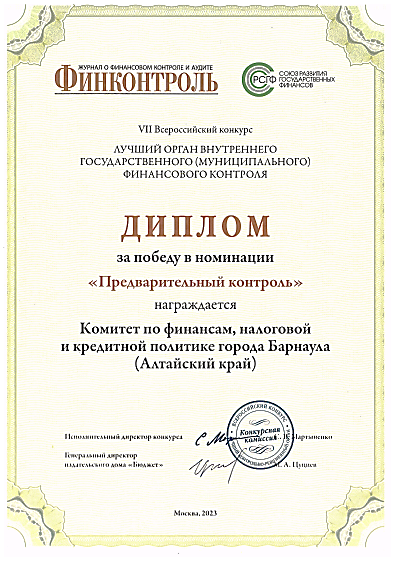 ЖУРНАЛ О ФИНАНСОВОМ КОНТРОЛЕ И АУДИТЕ
ФИНКОНТРОЛЬ
РСГФ
СОЮЗ РАЗВИТИЯ
ГОСУДАРСТВЕННЫХ
ФИНАНСОВ
VII Всероссийский конкурс
ЛУЧШИЙ ОРГАН ВНУТРЕННЕГО
ГОСУДАРСТВЕННОГО (МУНИЦИПАЛЬНОГО)
ФИНАНСОВОГО КОНТРОЛЯ
ДИПЛОМ
за победу в номинации
«Предварительный контроль»
награждается
Комитет по финансам, налоговой
и кредитной политике города Барнаула
(Алтайский край)
Исполнительный директор конкурса
Мартыненко
ВСЕРОССИЙСКИЙ КОНКУРС
Конкурсная
комиссия
Генеральный директор
издательского дома «Бюджет»
М. А. Цуциев
Москва, 2023